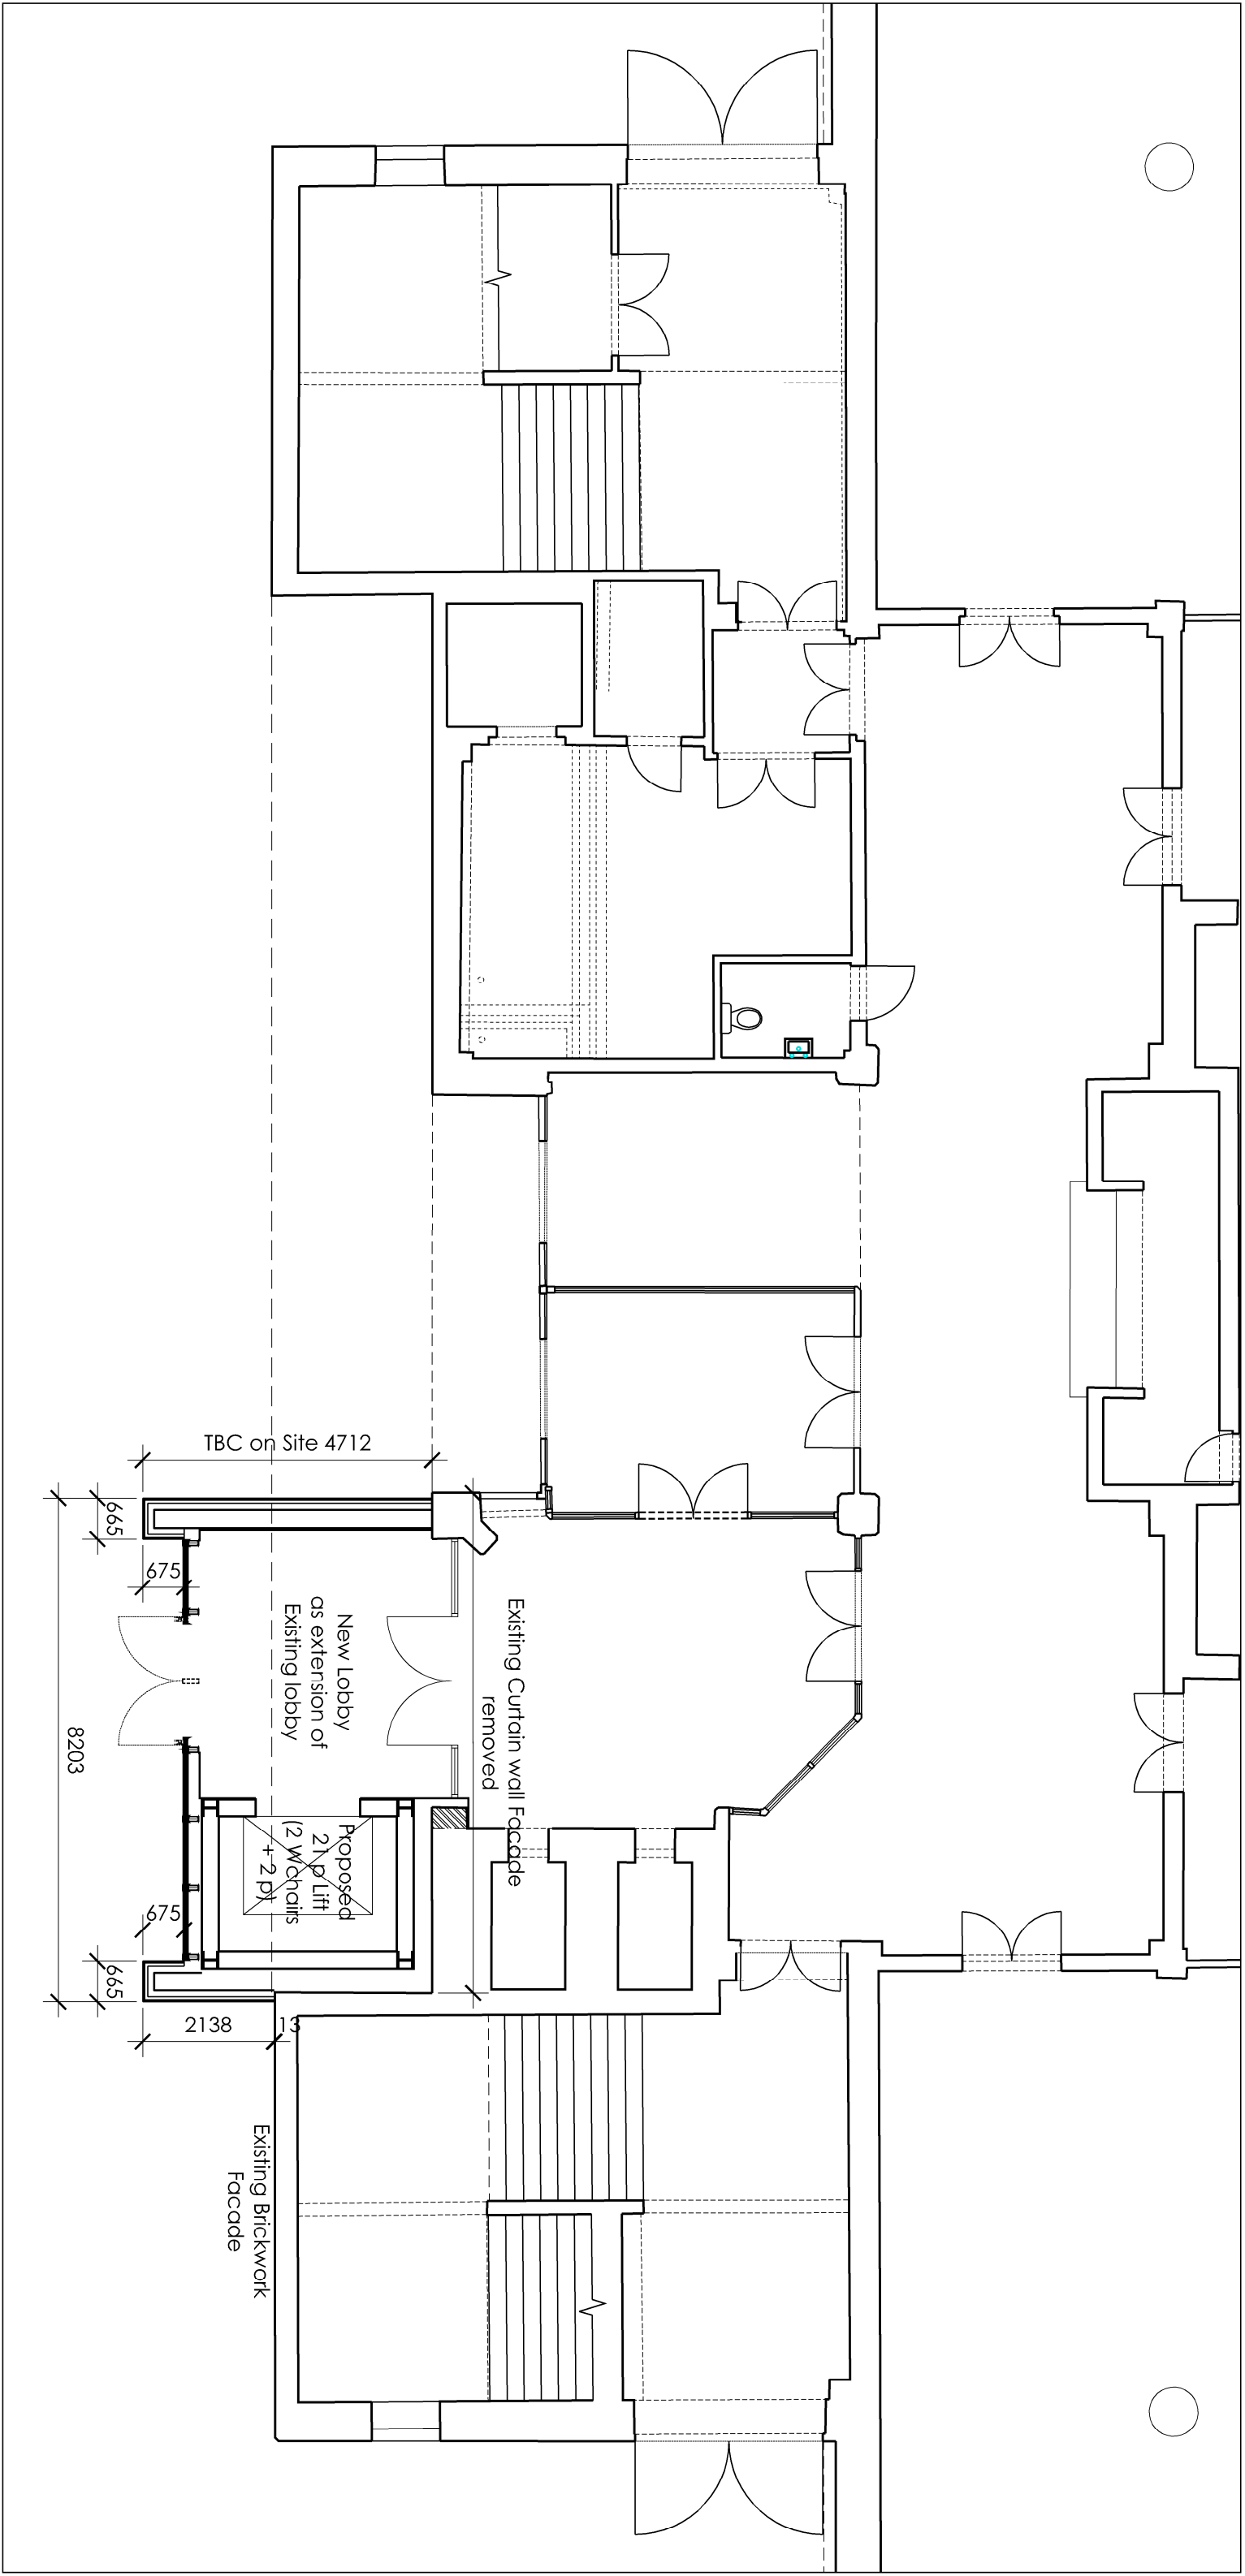 TBC on Site 4712
665
675
8203
New Lobby
as extension of
Existing lobby
Existing Curtain wall Facade
removed
Proposed
21 p Lift
(2 Wchairs
+ 2 p)
675
665
2138
13
Existing Brickwork
Facade